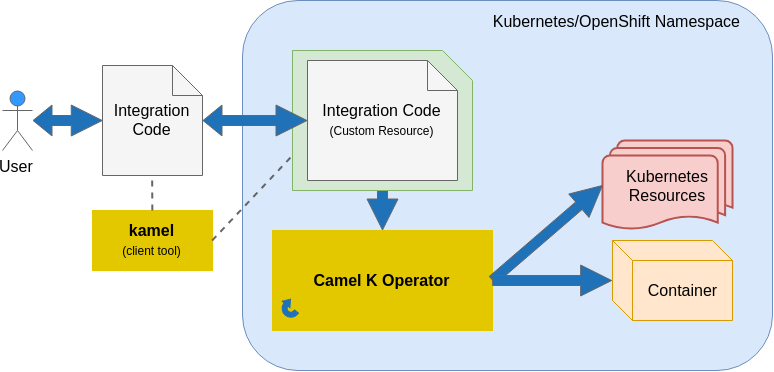 Kubernetes/OpenShift Namespace
Integration
Code
Integration Code
(Custom Resource)
User
kamel
(client tool)
Kubernetes
Resources
Camel K Operator
Container